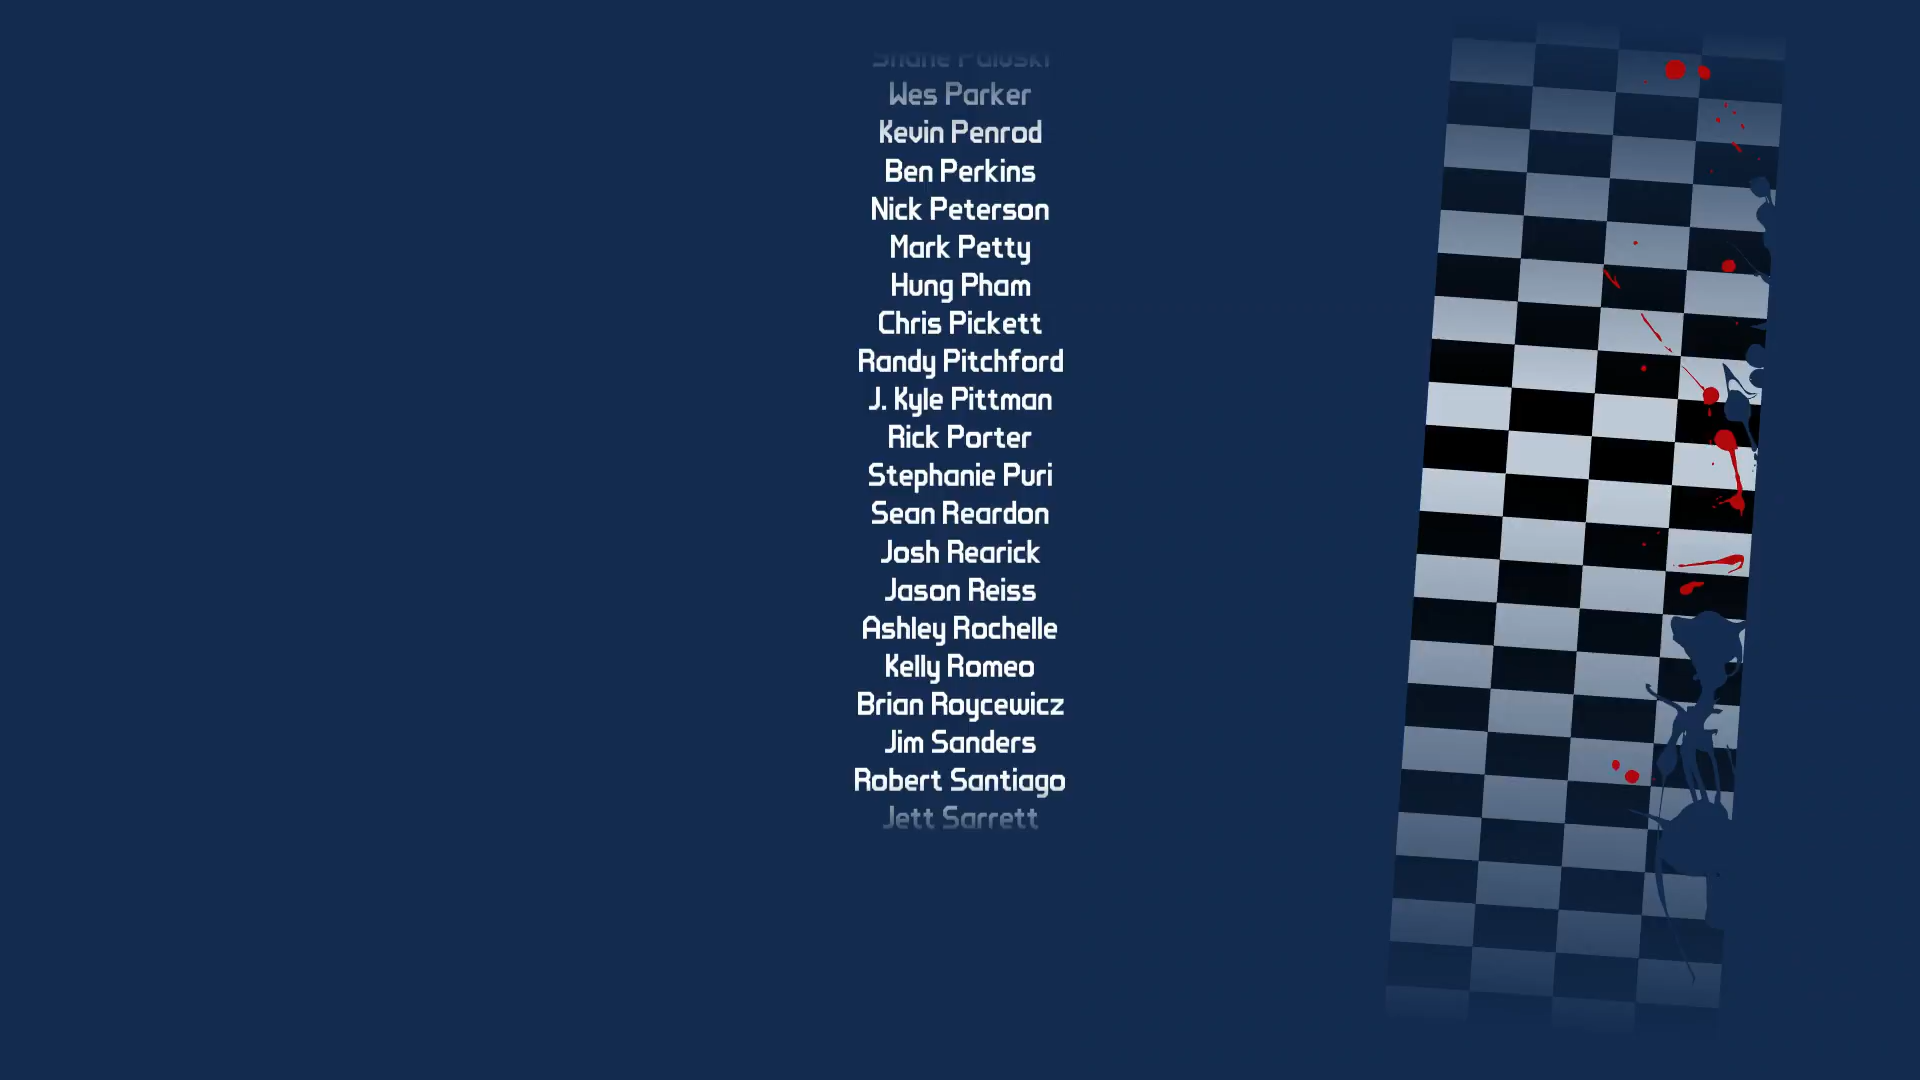 Shane Paluski
Wes Parker
Kevin Penrod
Ben Perkins
Nick Peterson
Mark Petty
Hung Pham
Chris Pickett
Randy Pitchford
J. Kyle Pittman
Rick Porter
Stephanie Puri
Sean Reardon
Josh Rearick
Jason Reiss
Ashley Rochelle
Kelly Romeo
Brian Roycewicz
Jim Sanders
Robert Santiago
Jett Sarrett